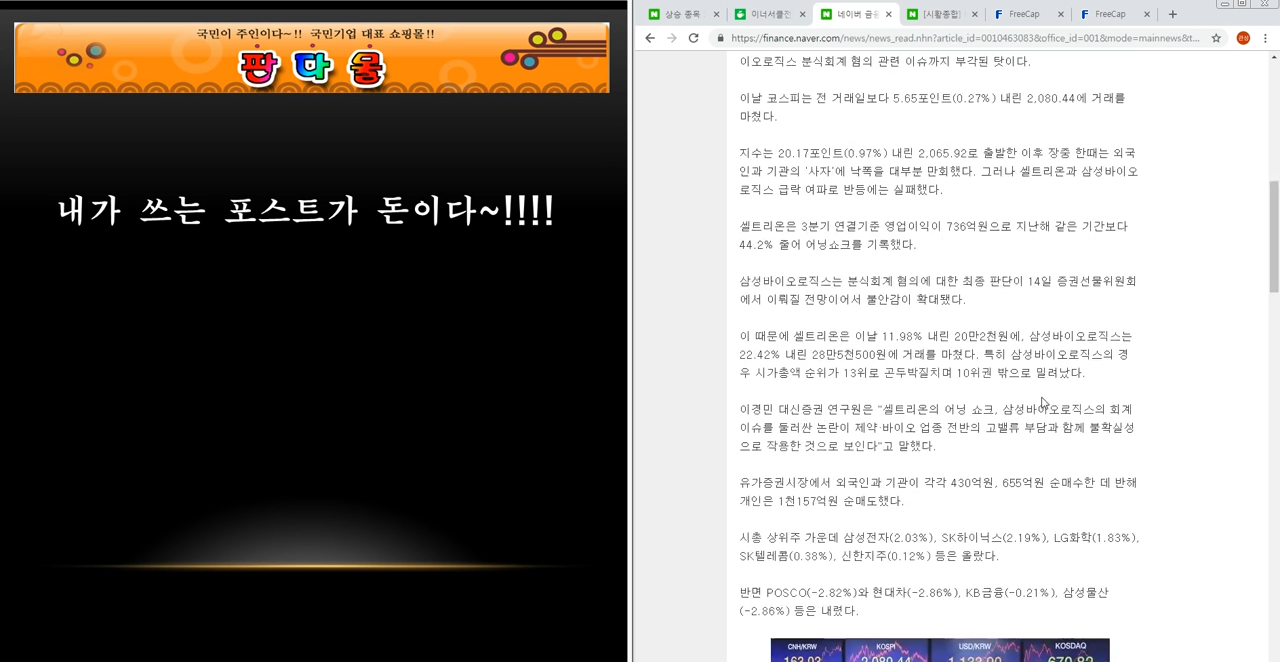 국민이 주인이다~!! 국민기업 대표 쇼핑몰!!
판다몰
내가 쓰는 포스트가 돈이다~!!!!
상승 종목
이너서클전
네이버 금융
[시황종합]
FreeCap
FreeCap
https://finance.naver.com/news/news_read.nhn?article_id=0010463083&office_id=001&mode=mainnews&t...
이오로직스 분식회계 혐의 관련 이슈까지 부각된 탓이다.
이날 코스피는 전 거래일보다 5.65포인트(0.27%) 내린 2,080.44에 거래를
마쳤다.
지수는 20.17포인트(0.97%) 내린 2,065.92로 출발한 이후 장중 한때는 외국
인과 기관의 '사자'에 낙폭을 대부분 만회했다. 그러나 셀트리온과 삼성바이오
로직스 급락 여파로 반등에는 실패했다.
셀트리온은 3분기 연결기준 영업이익이 736억원으로 지난해 같은 기간보다
44.2% 줄어 어닝쇼크를 기록했다.
삼성바이오로직스는 분식회계 혐의에 대한 최종 판단이 14일 증권선물위원회
에서 이뤄질 전망이어서 불안감이 확대됐다.
이 때문에 셀트리온은 이날 11.98% 내린 20만2천원에, 삼성바이오로직스는
22.42% 내린 28만5천500원에 거래를 마쳤다. 특히 삼성바이오로직스의 경
우 시가총액 순위가 13위로 곤두박질치며 10위권 밖으로 밀려났다.
이경민 대신증권 연구원은 "셀트리온의 어닝 쇼크, 삼성바이오로직스의 회계
이슈를 둘러싼 논란이 제약·바이오 업종 전반의 고밸류 부담과 함께 불확실성
으로 작용한 것으로 보인다"고 말했다.
유가증권시장에서 외국인과 기관이 각각 430억원, 655억원 순매수한 데 반해
개인은 1천157억원 순매도했다.
시총 상위주 가운데 삼성전자(2.03%), SK하이닉스(2.19%), LG화학(1.83%),
SK텔레콤(0.38%), 신한지주(0.12%) 등은 올랐다.
반면 POSCO(-2.82%)와 현대차(-2.86%), KB금융(-0.21%), 삼성물산
(-2.86%) 등은 내렸다.
CNH/KRW KOSPI USD/KRW KOSDAQ
163.03 2,080.44 1,133.90 670.82